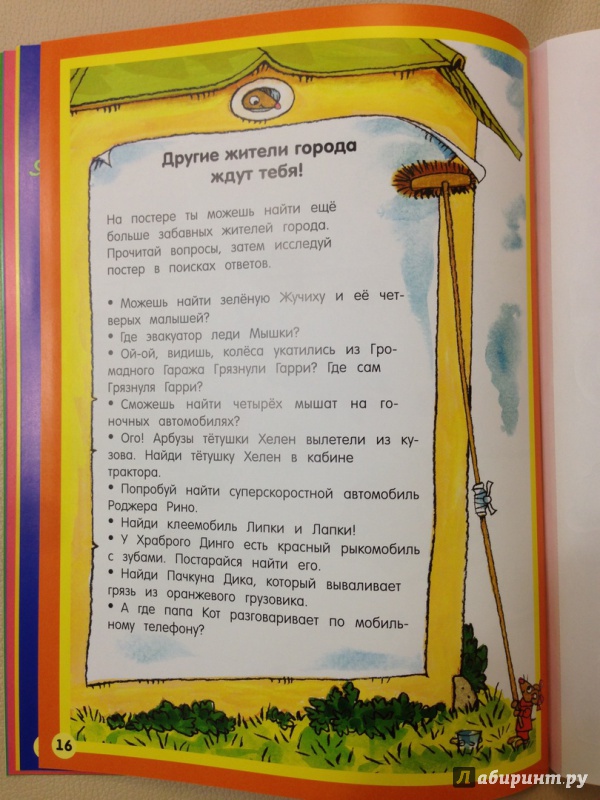 Другие жители города
ждут тебя!
На постере ты можешь найти ещё
больше забавных жителей города.
Прочитай вопросы, затем исследуй
постер в поисках ответов.
• Можешь найти зелёную Жучиху и её чет-
верых малышей?
• Где эвакуатор леди Мышки?
• Ой-ой, видишь, колёса укатились из Гро-
мадного Гаража Грязнули Гарри? Где сам
Грязнуля Гарри?
• Сможешь найти четырёх мышат на го-
ночных автомобилях?
• Ого! Арбузы тётушки Хелен вылетели из ку-
зова. Найди тётушку Хелен в кабине
трактора.
• Попробуй найти суперскоростной автомобиль
Роджера Рино.
• Найди клеемобиль Липки и Лапки!
• У Храброго Динго есть красный рыкомобиль
с зубами. Постарайся найти его.
• Найди Пачкуна Дика, который вываливает
грязь из оранжевого грузовика.
• А где папа Кот разговаривает по мобиль-
ному телефону?
16
Лабиринт.ру